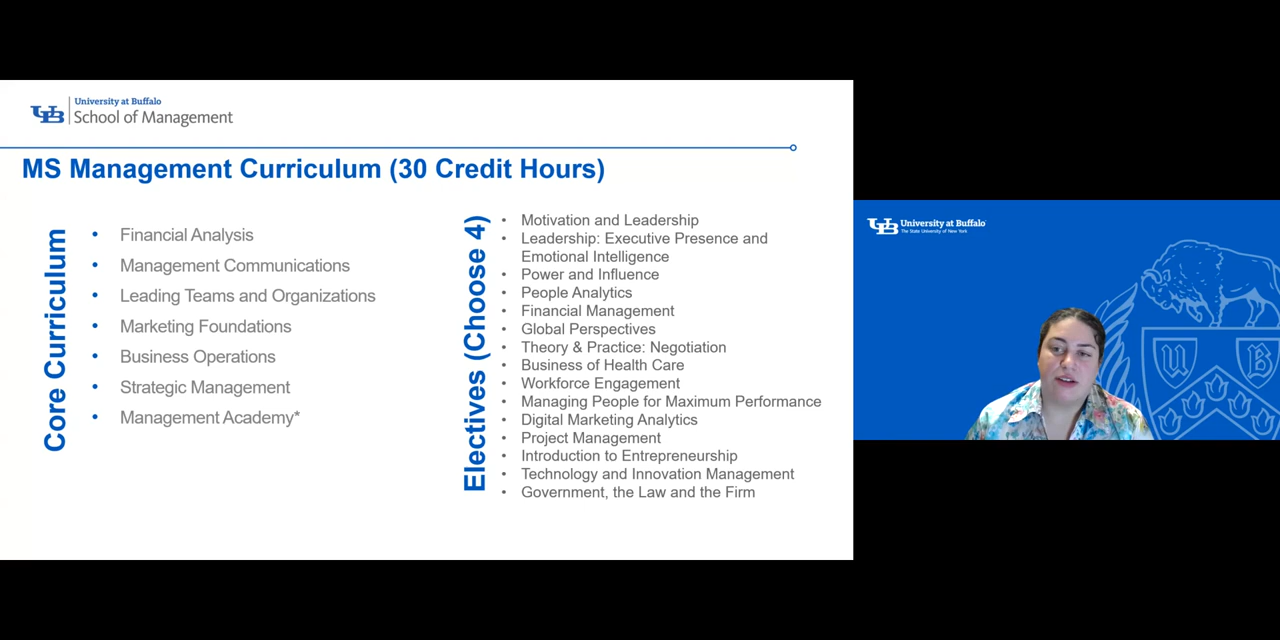 UB
University at Buffalo
School of Management
MS Management Curriculum (30 Credit Hours)
Core Curriculum
• Financial Analysis
• Management Communications
• Leading Teams and Organizations
• Marketing Foundations
• Business Operations
• Strategic Management
• Management Academy*
Electives (Choose 4)
• Motivation and Leadership
• Leadership: Executive Presence and
Emotional Intelligence
• Power and Influence
• People Analytics
• Financial Management
• Global Perspectives
• Theory & Practice: Negotiation
• Business of Health Care
• Workforce Engagement
• Managing People for Maximum Performance
• Digital Marketing Analytics
• Project Management
• Introduction to Entrepreneurship
• Technology and Innovation Management
• Government, the Law and the Firm
UB
University at Buffalo
The State University of New York
U B